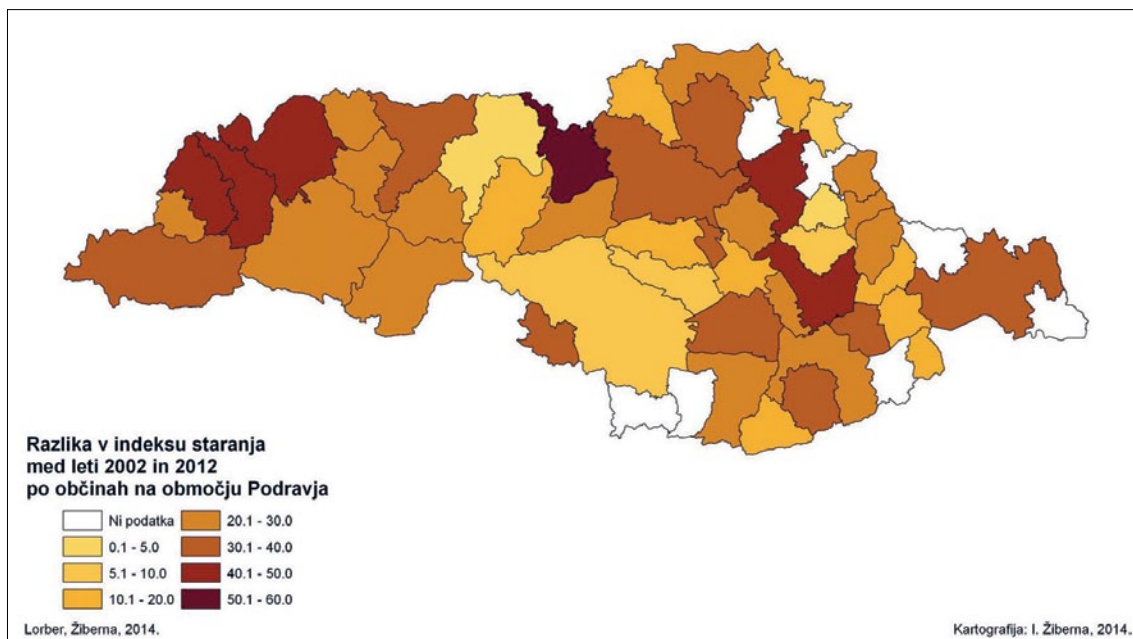 Razlika v indeksu staranja
med leti 2002 in 2012
po občinah na območju Podravja
Ni podatka
0.1 - 5.0
5.1 - 10.0
10.1 - 20.0
20.1 - 30.0
30.1 - 40.0
40.1 - 50.0
50.1 - 60.0
Lorber, Žiberna, 2014.
Kartografija: I. Žiberna, 2014.